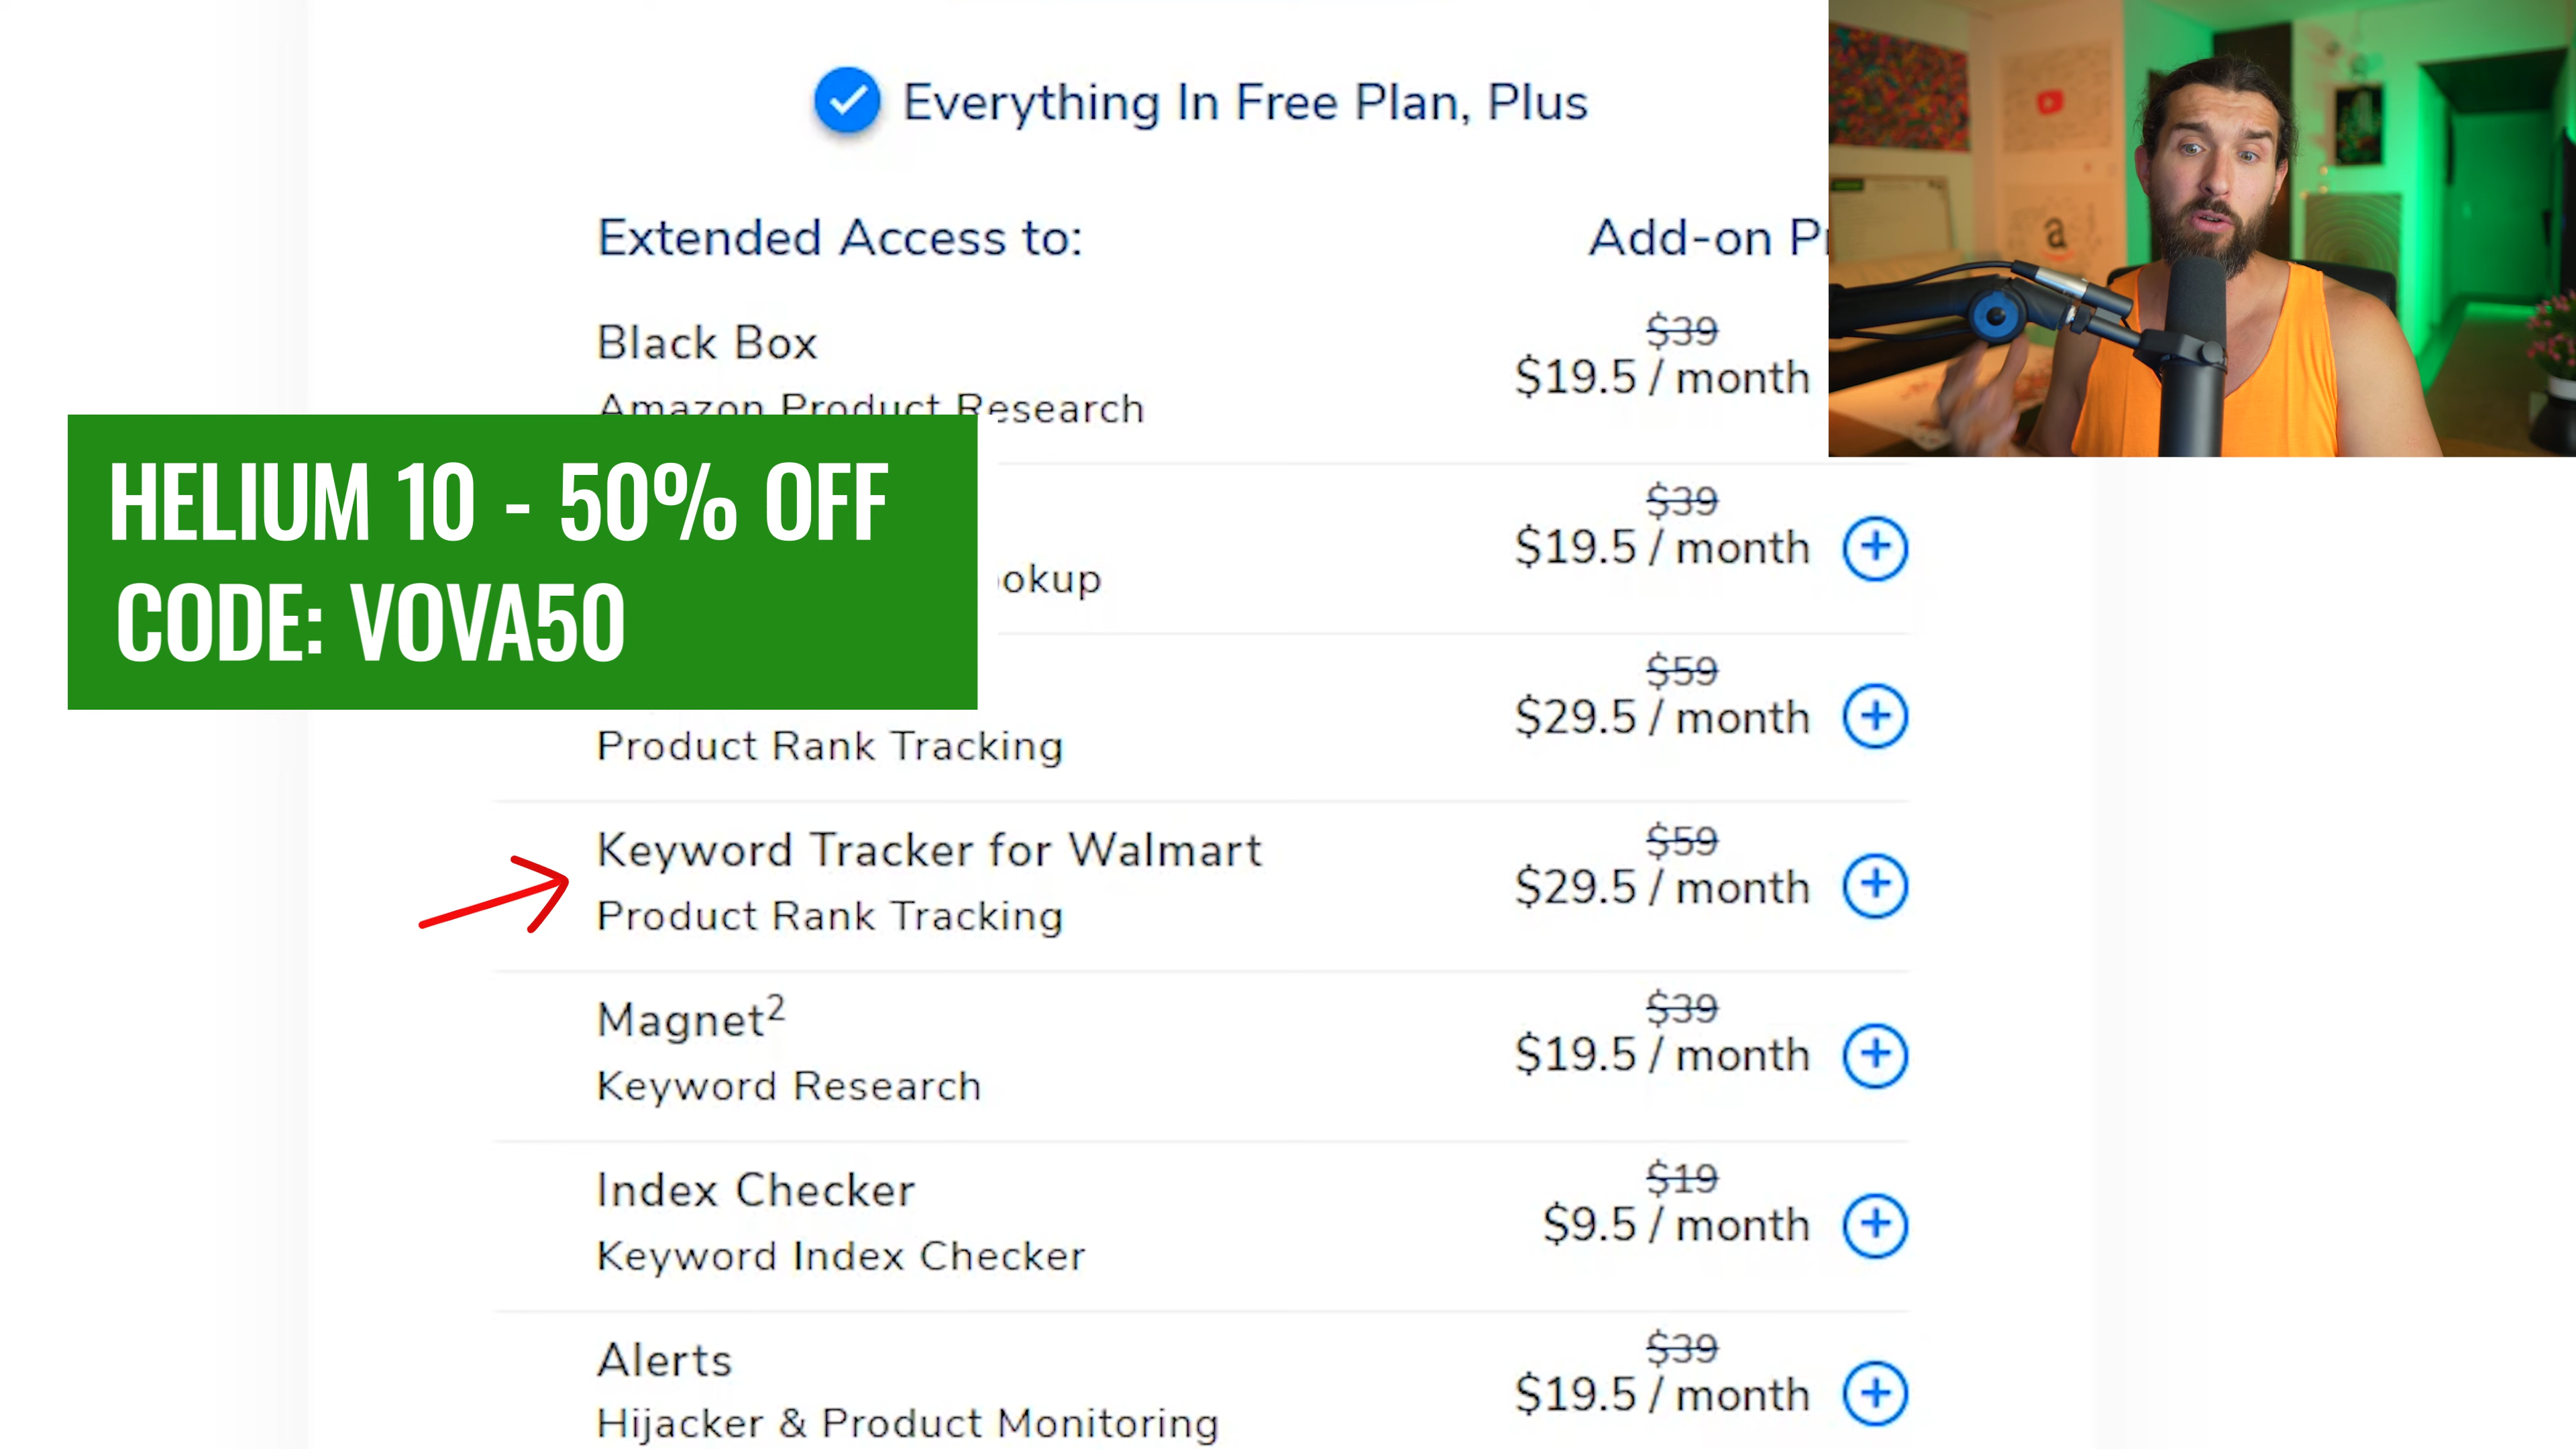 Everything In Free Plan, Plus
Extended Access to:
Add-on
Black Box
Amazon Product Research
$39
$19.5 / month
HELIUM 10 - 50% OFF
CODE: VOVA50
$39
$19.5 / month
$59
$29.5 / month
Product Rank Tracking
Keyword Tracker for Walmart
Product Rank Tracking
$59
$29.5 / month
Magnet²
Keyword Research
$39
$19.5 / month
Index Checker
Keyword Index Checker
$19
$9.5 / month
Alerts
Hijacker & Product Monitoring
$39
$19.5 / month
a